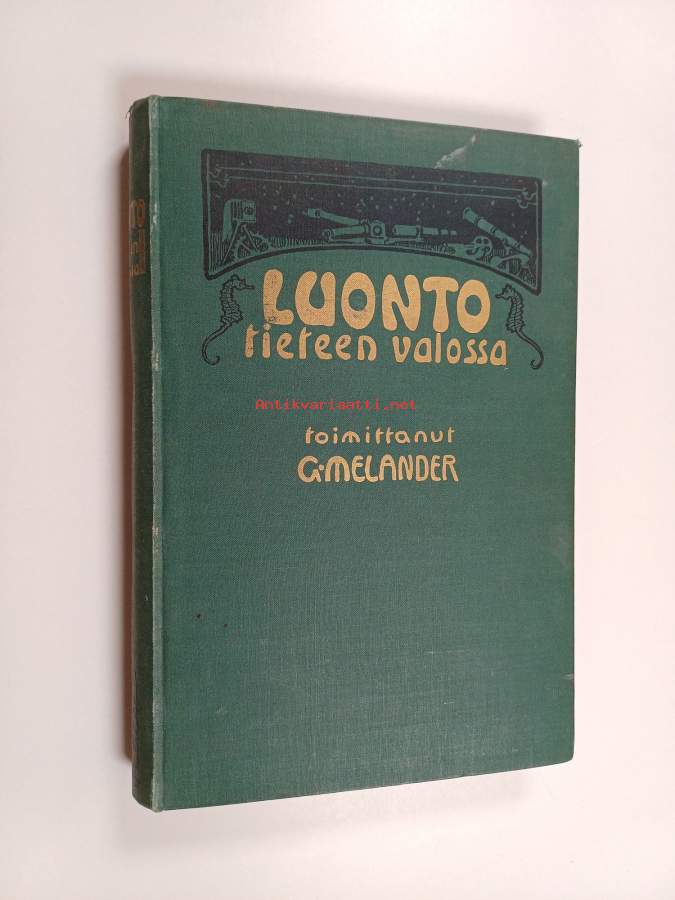 LUONTO
tieteen valossa
Antikvariaatti.net
toimittanut
G·MELANDER